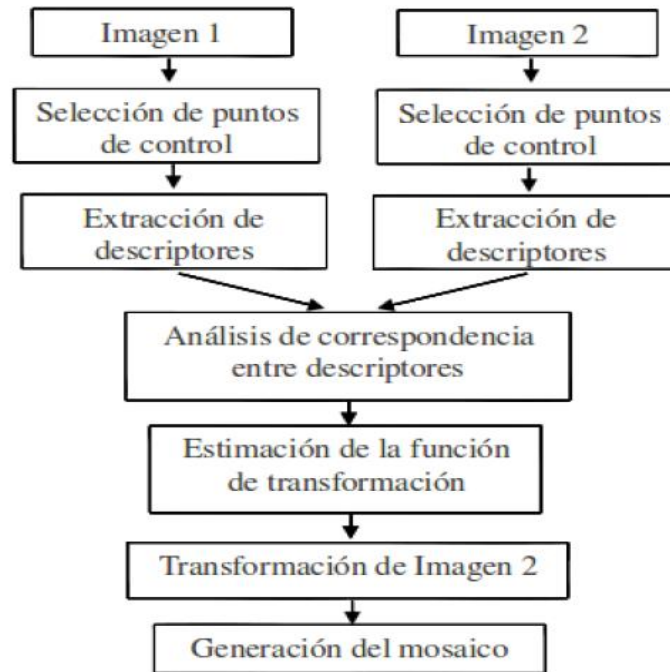 Imagen 1
Imagen 2
Selección de puntos
de control
Selección de puntos
de control
Extracción de
descriptores
Extracción de
descriptores
Análisis de correspondencia
entre descriptores
Estimación de la función
de transformación
Transformación de Imagen 2
Generación del mosaico